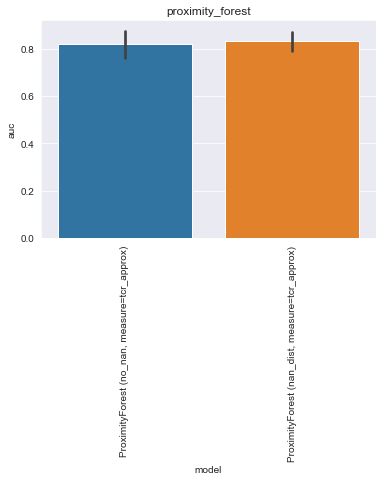 proximity_forest
auc
0.8
0.6
0.4
0.2
0.0
ProximityForest (no_nan, measure=tcr_approx)
ProximityForest (nan_dist, measure=tcr_approx)
model